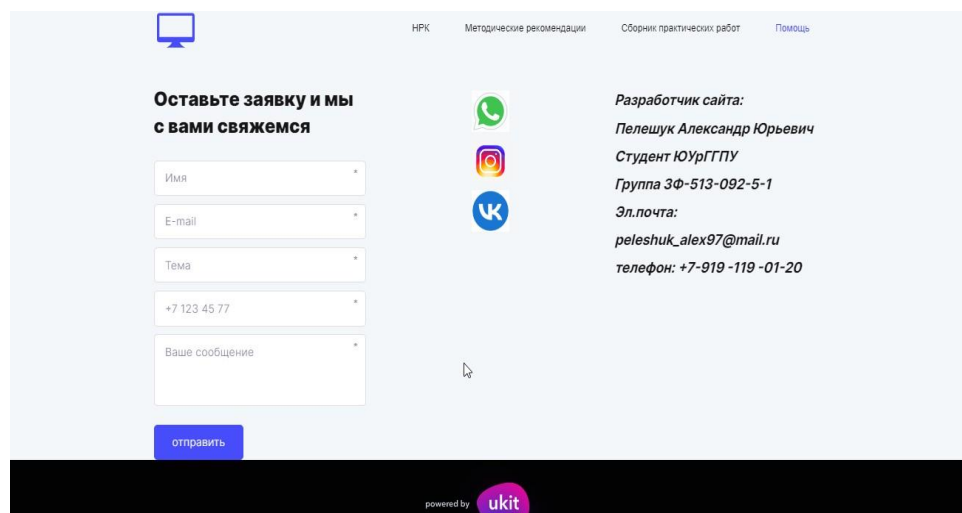 НРК
Методические рекомендации
Сборник практических работ
Помощь
Оставьте заявку и мы
с вами свяжемся
Имя *
E-mail *
Тема *
+7 123 45 77 *
Ваше сообщение *
отправить
Разработчик сайта:
Пелешук Александр Юрьевич
Студент ЮУрГГПУ
Группа ЗФ-513-092-5-1
Эл.почта:
peleshuk_alex97@mail.ru
телефон: +7-919 -119 -01-20
powered by ukit